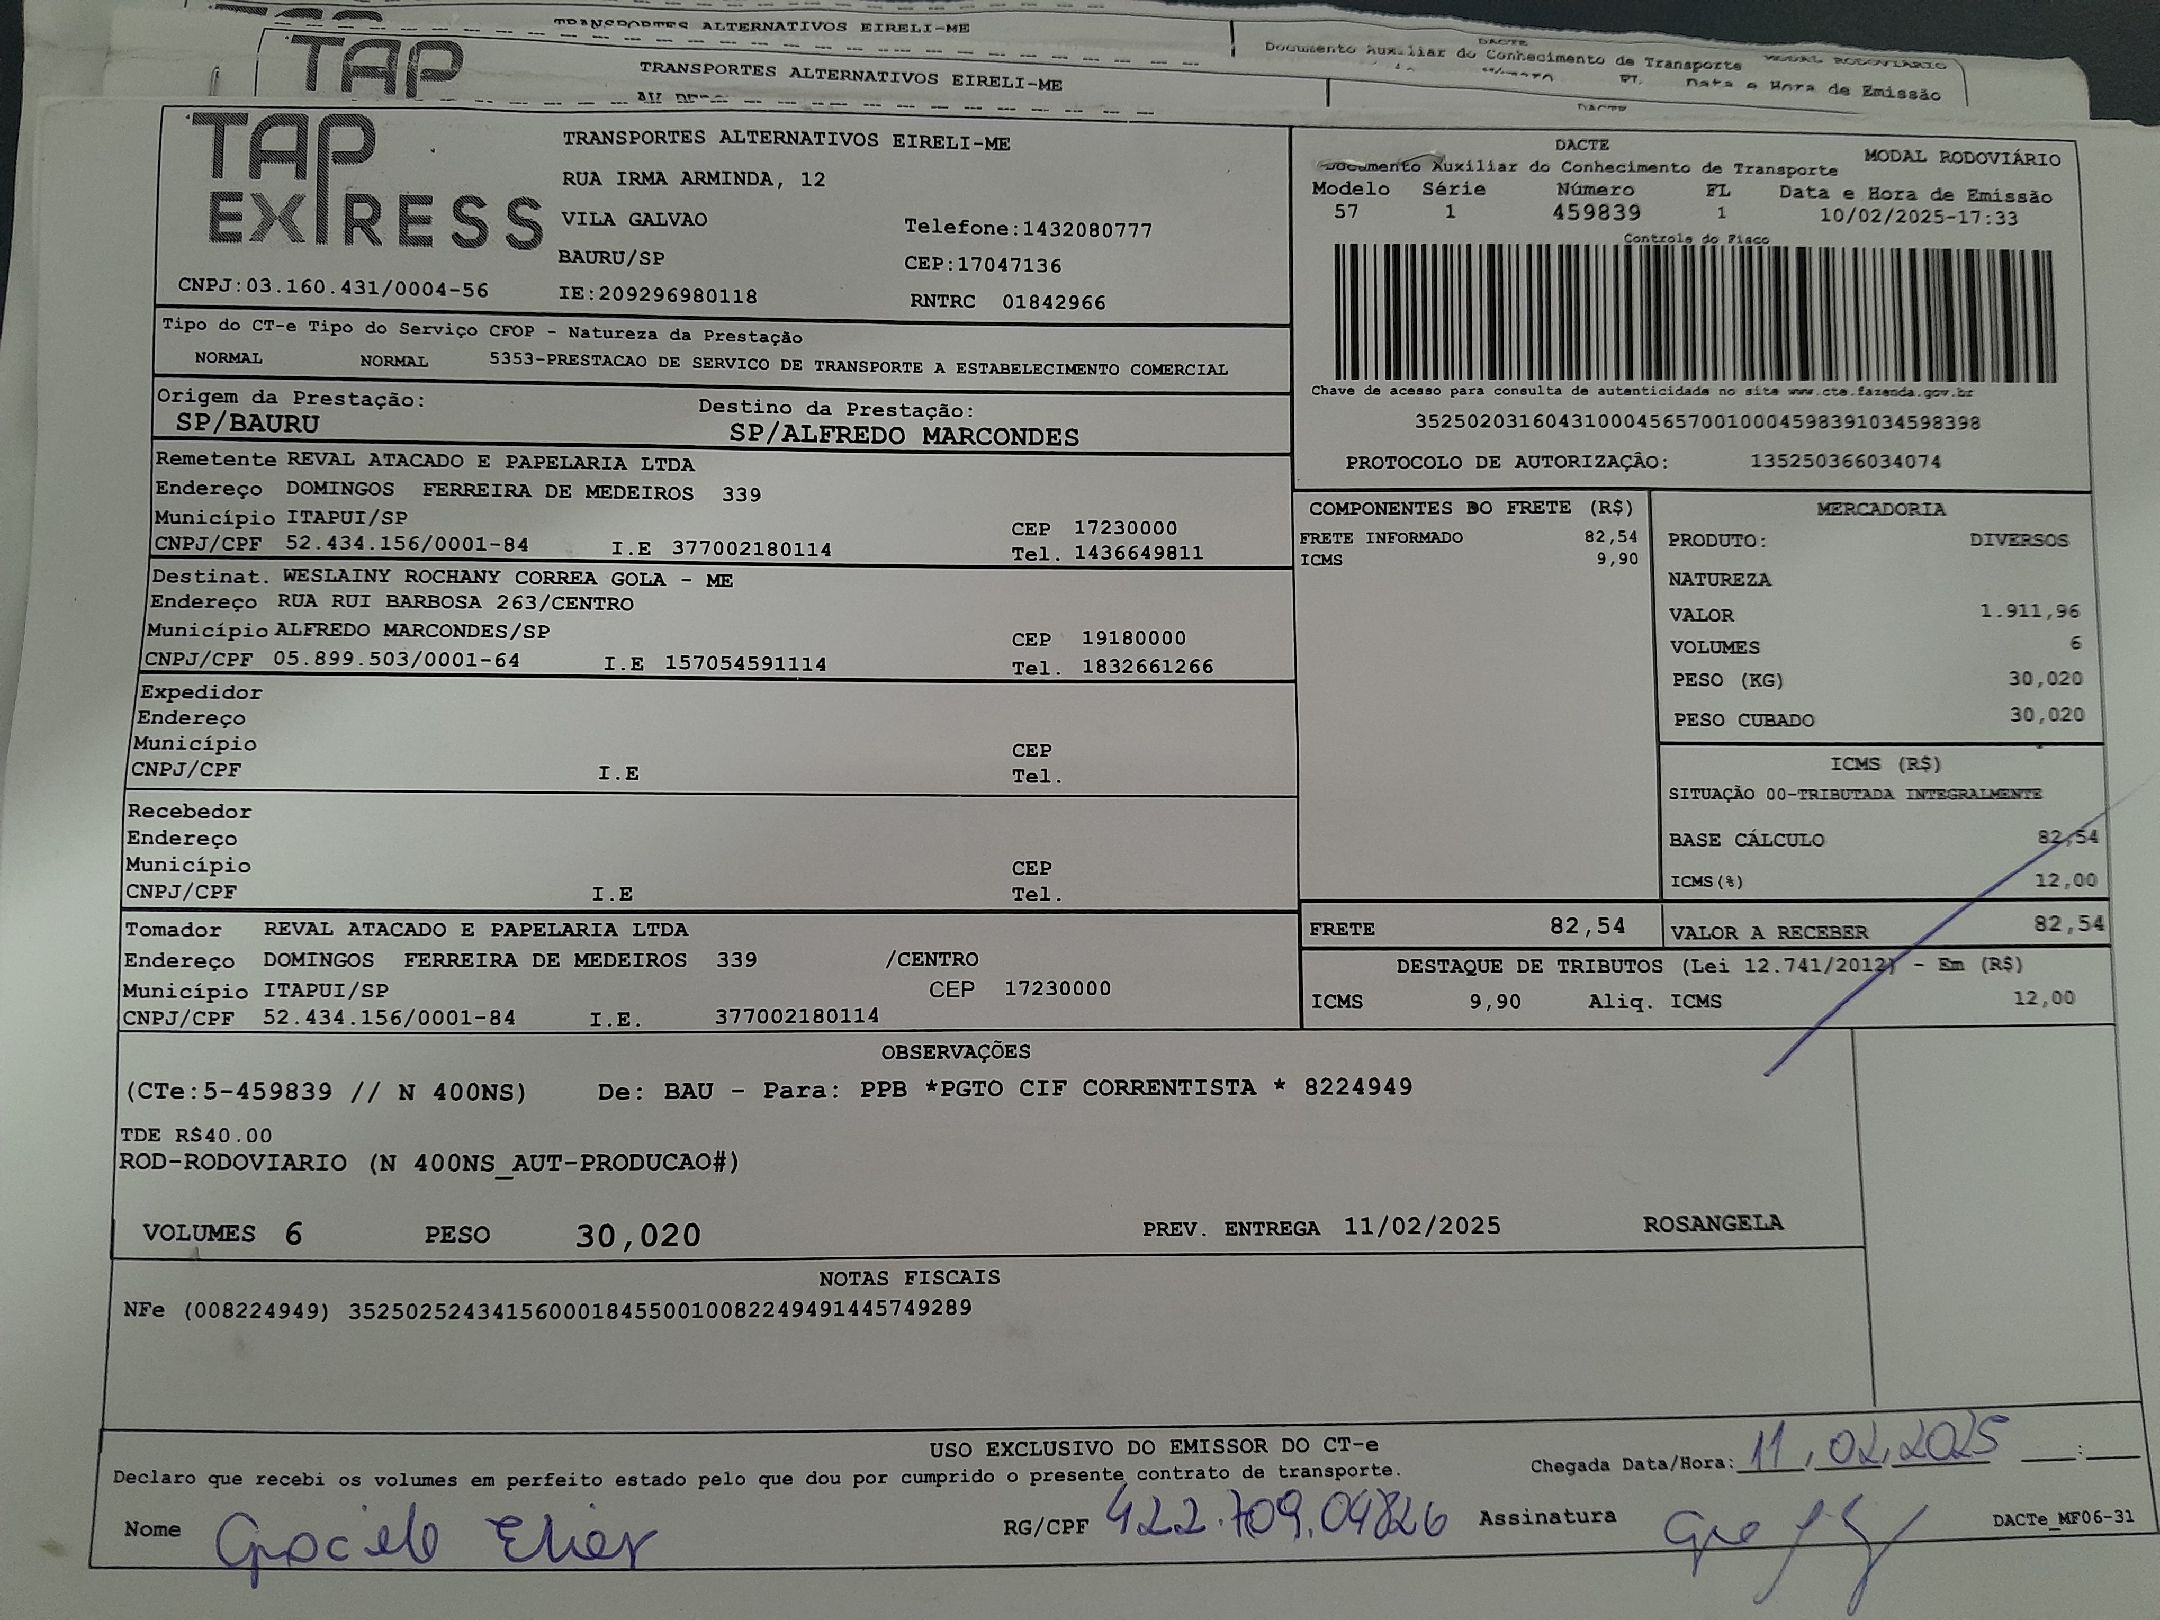 TRANSPORTES ALTERNATIVOS EIRELI-ME
DACTE
Documento Auxiliar do Conhecimento de Transporte
MODAL RODOVIÁRIO
Data e Hora de Emissão
TAP
TRANSPORTES ALTERNATIVOS EIRELI-ME
DACTE
TAP EXPRESS
TRANSPORTES ALTERNATIVOS EIRELI-ME
RUA IRMA ARMINDA, 12
VILA GALVAO
Telefone:1432080777
BAURU/SP
CEP:17047136
CNPJ:03.160.431/0004-56
IE:209296980118
RNTRC 01842966
DACTE
MODAL RODOVIÁRIO
Documento Auxiliar do Conhecimento de Transporte
Modelo Série Número FL Data e Hora de Emissão
57 1 459839 1 10/02/2025-17:33
Controle do Fisco
Chave de acesso para consulta de autenticidade no site www.cte.fazenda.gov.br
35250203160431000456570010004598391034598398
PROTOCOLO DE AUTORIZAÇÃO: 135250366034074
Tipo do CT-e Tipo do Serviço CFOP - Natureza da Prestação
NORMAL NORMAL 5353-PRESTACAO DE SERVICO DE TRANSPORTE A ESTABELECIMENTO COMERCIAL
Origem da Prestação: Destino da Prestação:
SP/BAURU SP/ALFREDO MARCONDES
Remetente REVAL ATACADO E PAPELARIA LTDA
Endereço DOMINGOS FERREIRA DE MEDEIROS 339
Município ITAPUI/SP CEP 17230000
CNPJ/CPF 52.434.156/0001-84 I.E 377002180114 Tel. 1436649811
Destinat. WESLAINY ROCHANY CORREA GOLA - ME
Endereço RUA RUI BARBOSA 263/CENTRO
Município ALFREDO MARCONDES/SP CEP 19180000
CNPJ/CPF 05.899.503/0001-64 I.E 157054591114 Tel. 1832661266
Expedidor
Endereço
Município CEP
CNPJ/CPF I.E Tel.
Recebedor
Endereço
Município CEP
CNPJ/CPF I.E Tel.
Tomador REVAL ATACADO E PAPELARIA LTDA
Endereço DOMINGOS FERREIRA DE MEDEIROS 339 /CENTRO
Município ITAPUI/SP CEP 17230000
CNPJ/CPF 52.434.156/0001-84 I.E. 377002180114
COMPONENTES DO FRETE (R$)
FRETE INFORMADO 82,54
ICMS 9,90
MERCADORIA
PRODUTO: DIVERSOS
NATUREZA
VALOR 1.911,96
VOLUMES 6
PESO (KG) 30,020
PESO CUBADO 30,020
ICMS (R$)
SITUAÇÃO 00-TRIBUTADA INTEGRALMENTE
BASE CÁLCULO 82,54
ICMS(%) 12,00
FRETE 82,54 VALOR A RECEBER 82,54
DESTAQUE DE TRIBUTOS (Lei 12.741/2012) - Em (R$)
ICMS 9,90 Aliq. ICMS 12,00
OBSERVAÇÕES
(CTe:5-459839 // N 400NS) De: BAU - Para: PPB *PGTO CIF CORRENTISTA * 8224949
TDE R$40.00
ROD-RODOVIARIO (N 400NS_AUT-PRODUCAO#)
VOLUMES 6 PESO 30,020 PREV. ENTREGA 11/02/2025 ROSANGELA
NOTAS FISCAIS
NFe (008224949) 35250252434156000184550010082249491445749289
USO EXCLUSIVO DO EMISSOR DO CT-e
Declaro que recebi os volumes em perfeito estado pelo que dou por cumprido o presente contrato de transporte.
Chegada Data/Hora: 11,02,2025 ___:___
Nome RG/CPF 422.709.04826 Assinatura
DACTe_MF06-31